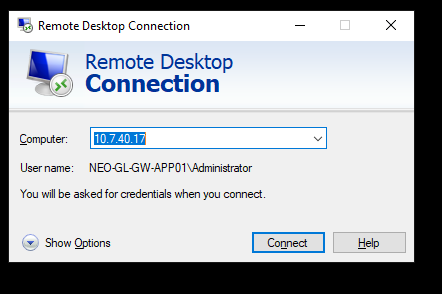 Remote Desktop Connection
Remote Desktop
Connection
Computer: 10.7.40.17
User name: NEO-GL-GW-APP01\Administrator
You will be asked for credentials when you connect.
Show Options Connect Help